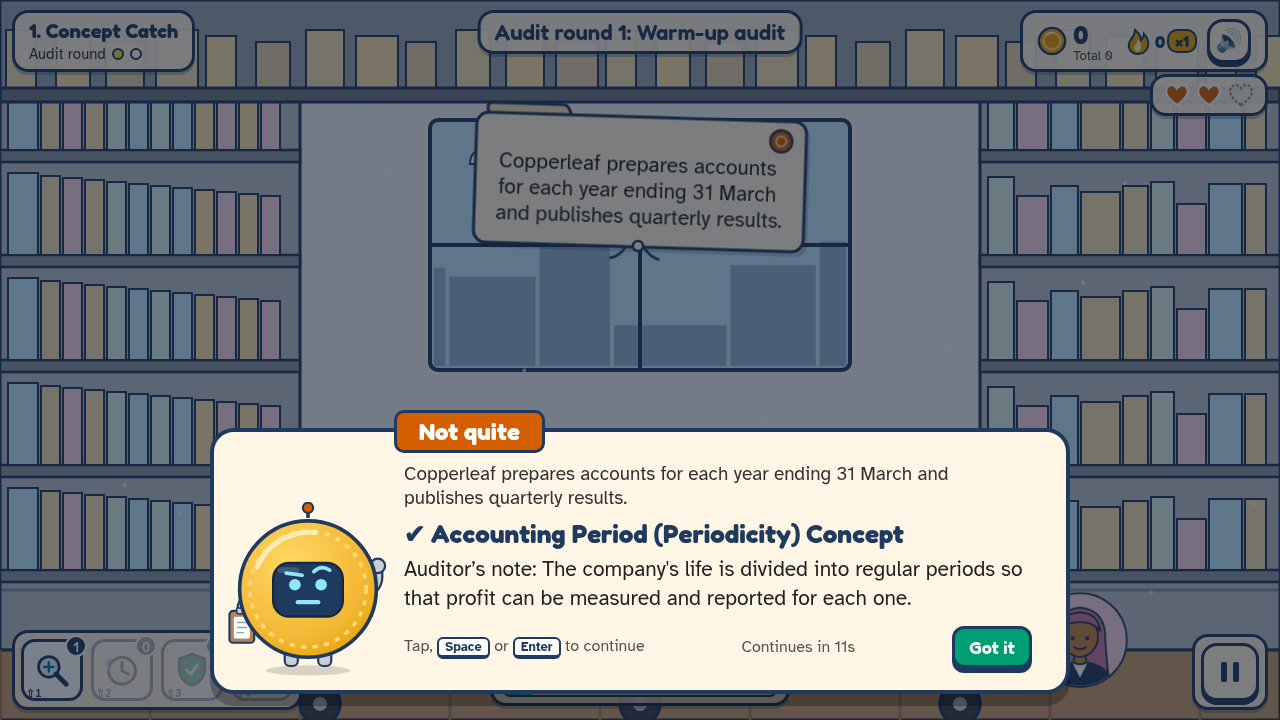 1. Concept Catch
Audit round
Audit round 1: Warm-up audit
0
Total 0
0
x1
Copperleaf prepares accounts
for each year ending 31 March
and publishes quarterly results.
Not quite
Copperleaf prepares accounts for each year ending 31 March and
publishes quarterly results.
✔ Accounting Period (Periodicity) Concept
Auditor's note: The company's life is divided into regular periods so
that profit can be measured and reported for each one.
Tap, Space or Enter to continue
Continues in 11s
Got it
1
0
⇧1
⇧2
⇧3